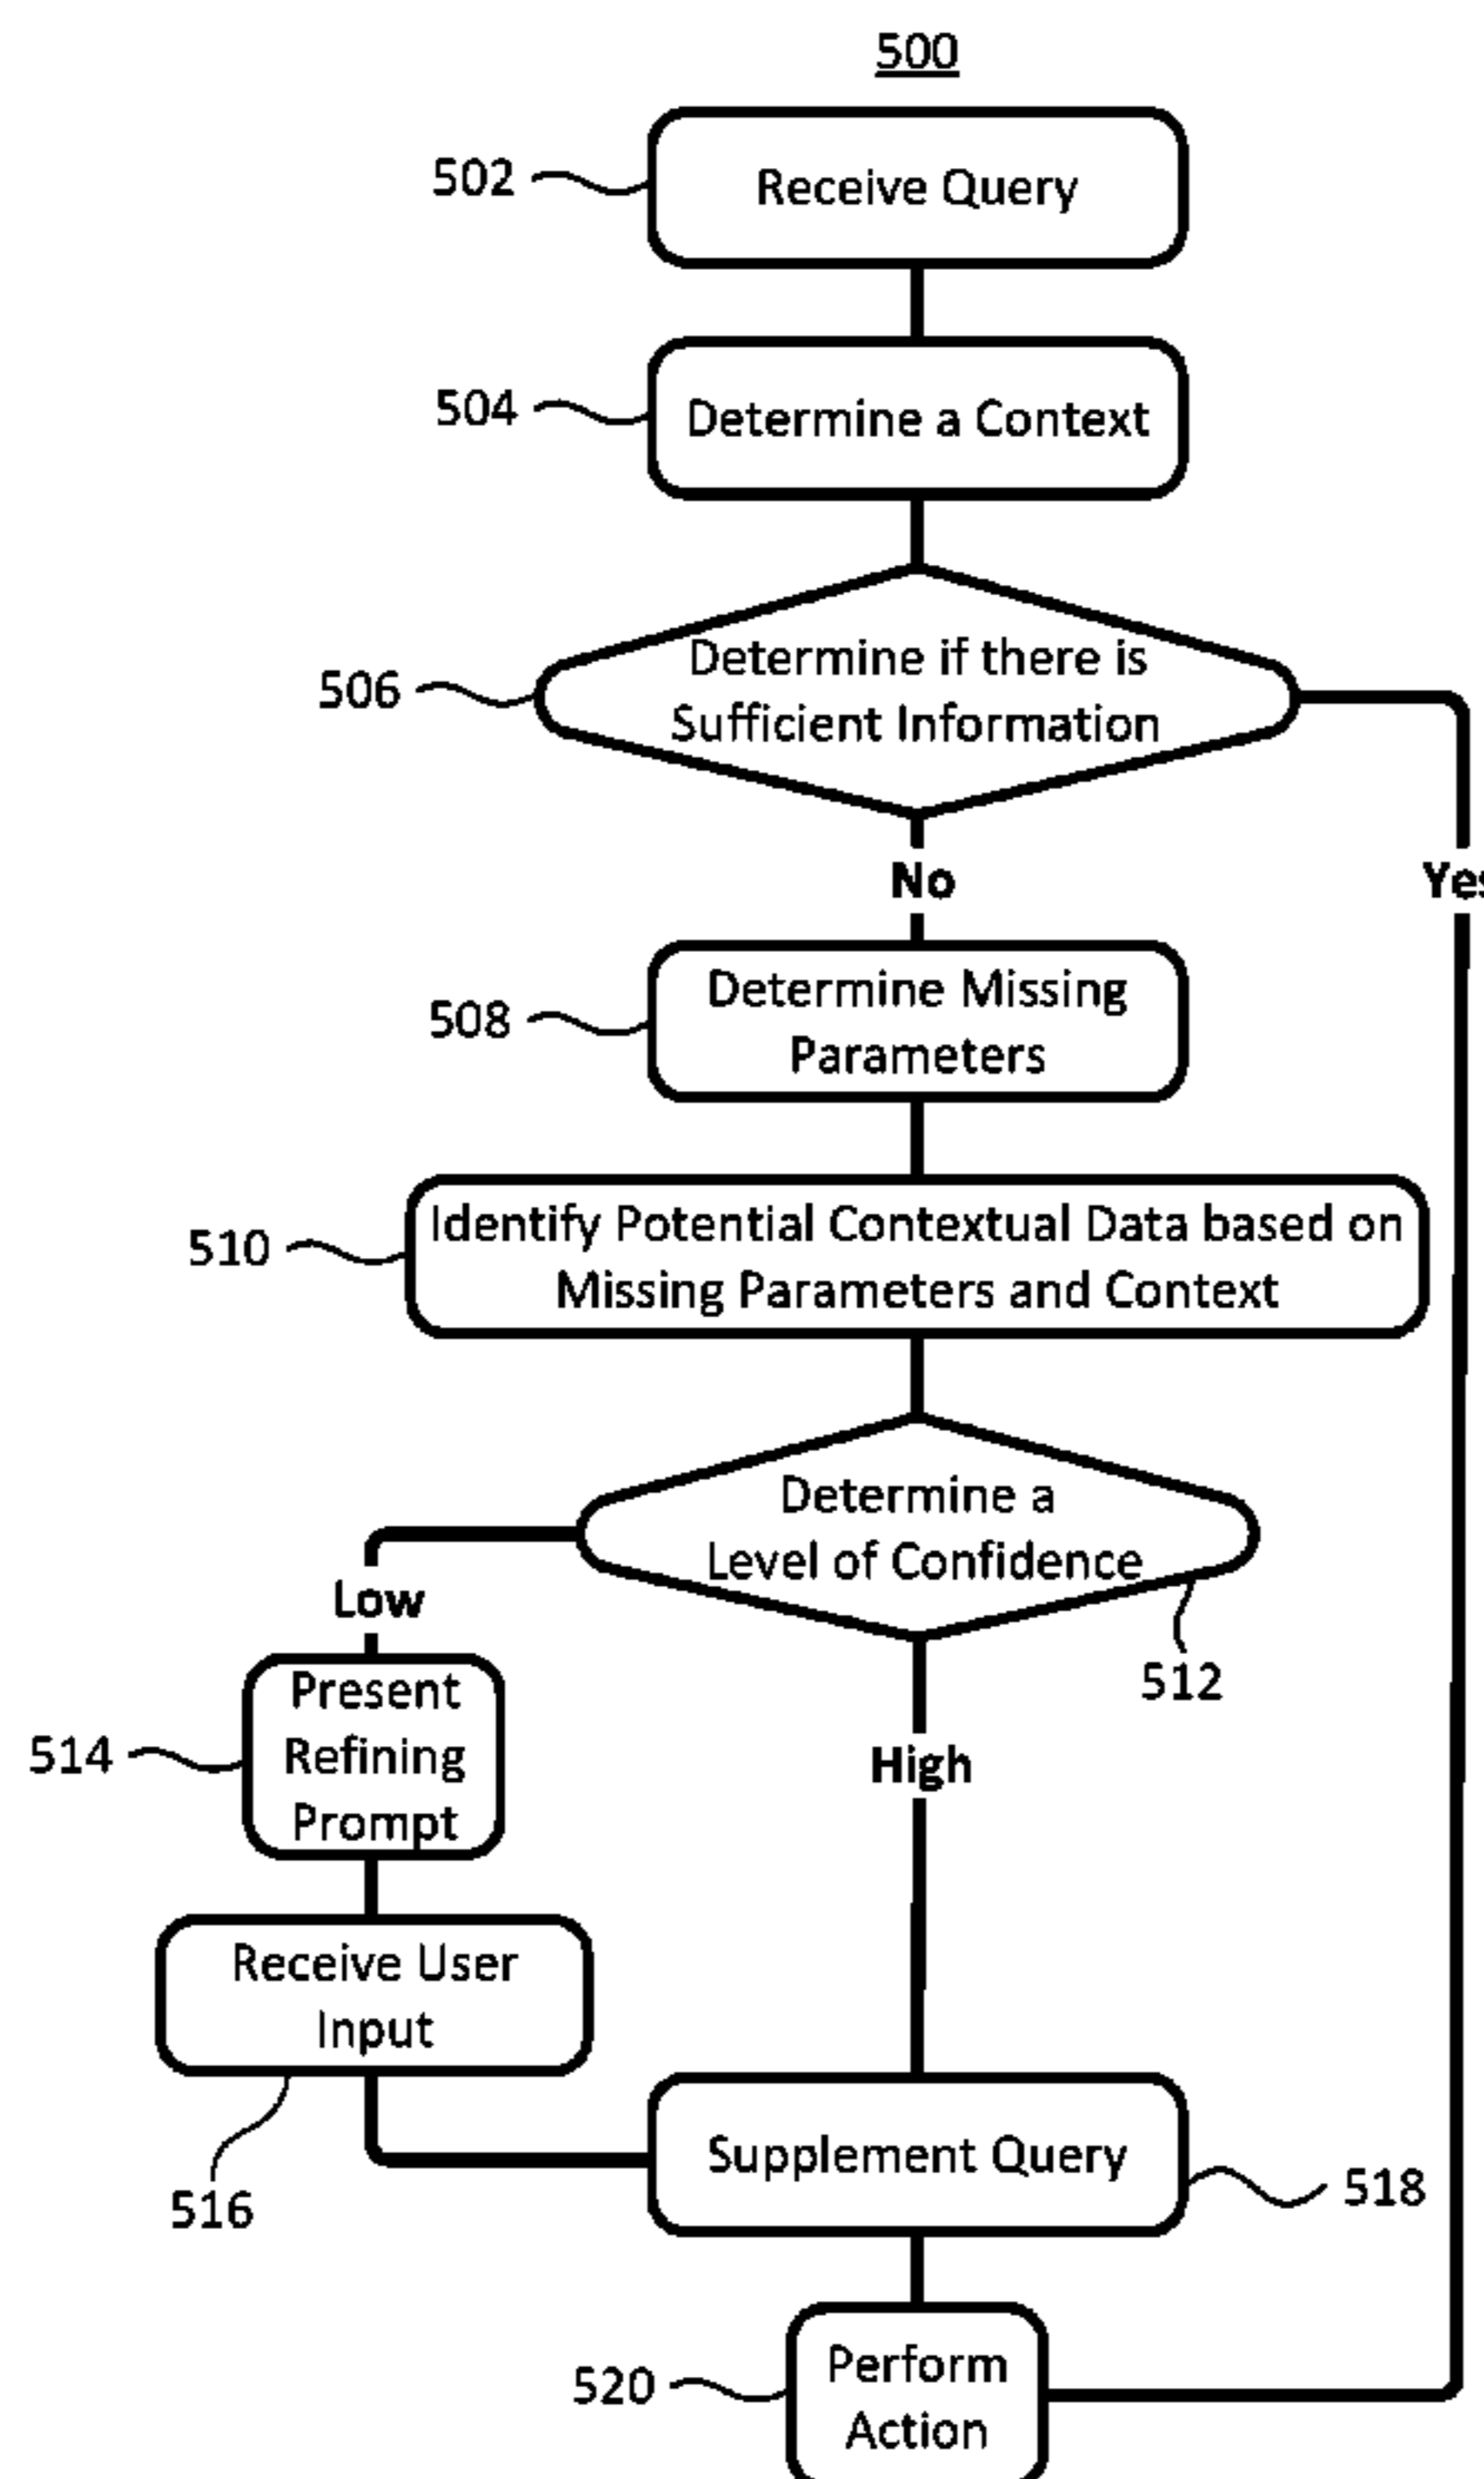 500
502
Receive Query
504
Determine a Context
506
Determine if there is
Sufficient Information
No
Yes
508
Determine Missing
Parameters
510
Identify Potential Contextual Data based on
Missing Parameters and Context
Determine a
Level of Confidence
512
Low
High
514
Present
Refining
Prompt
Receive User
Input
516
Supplement Query
518
520
Perform
Action